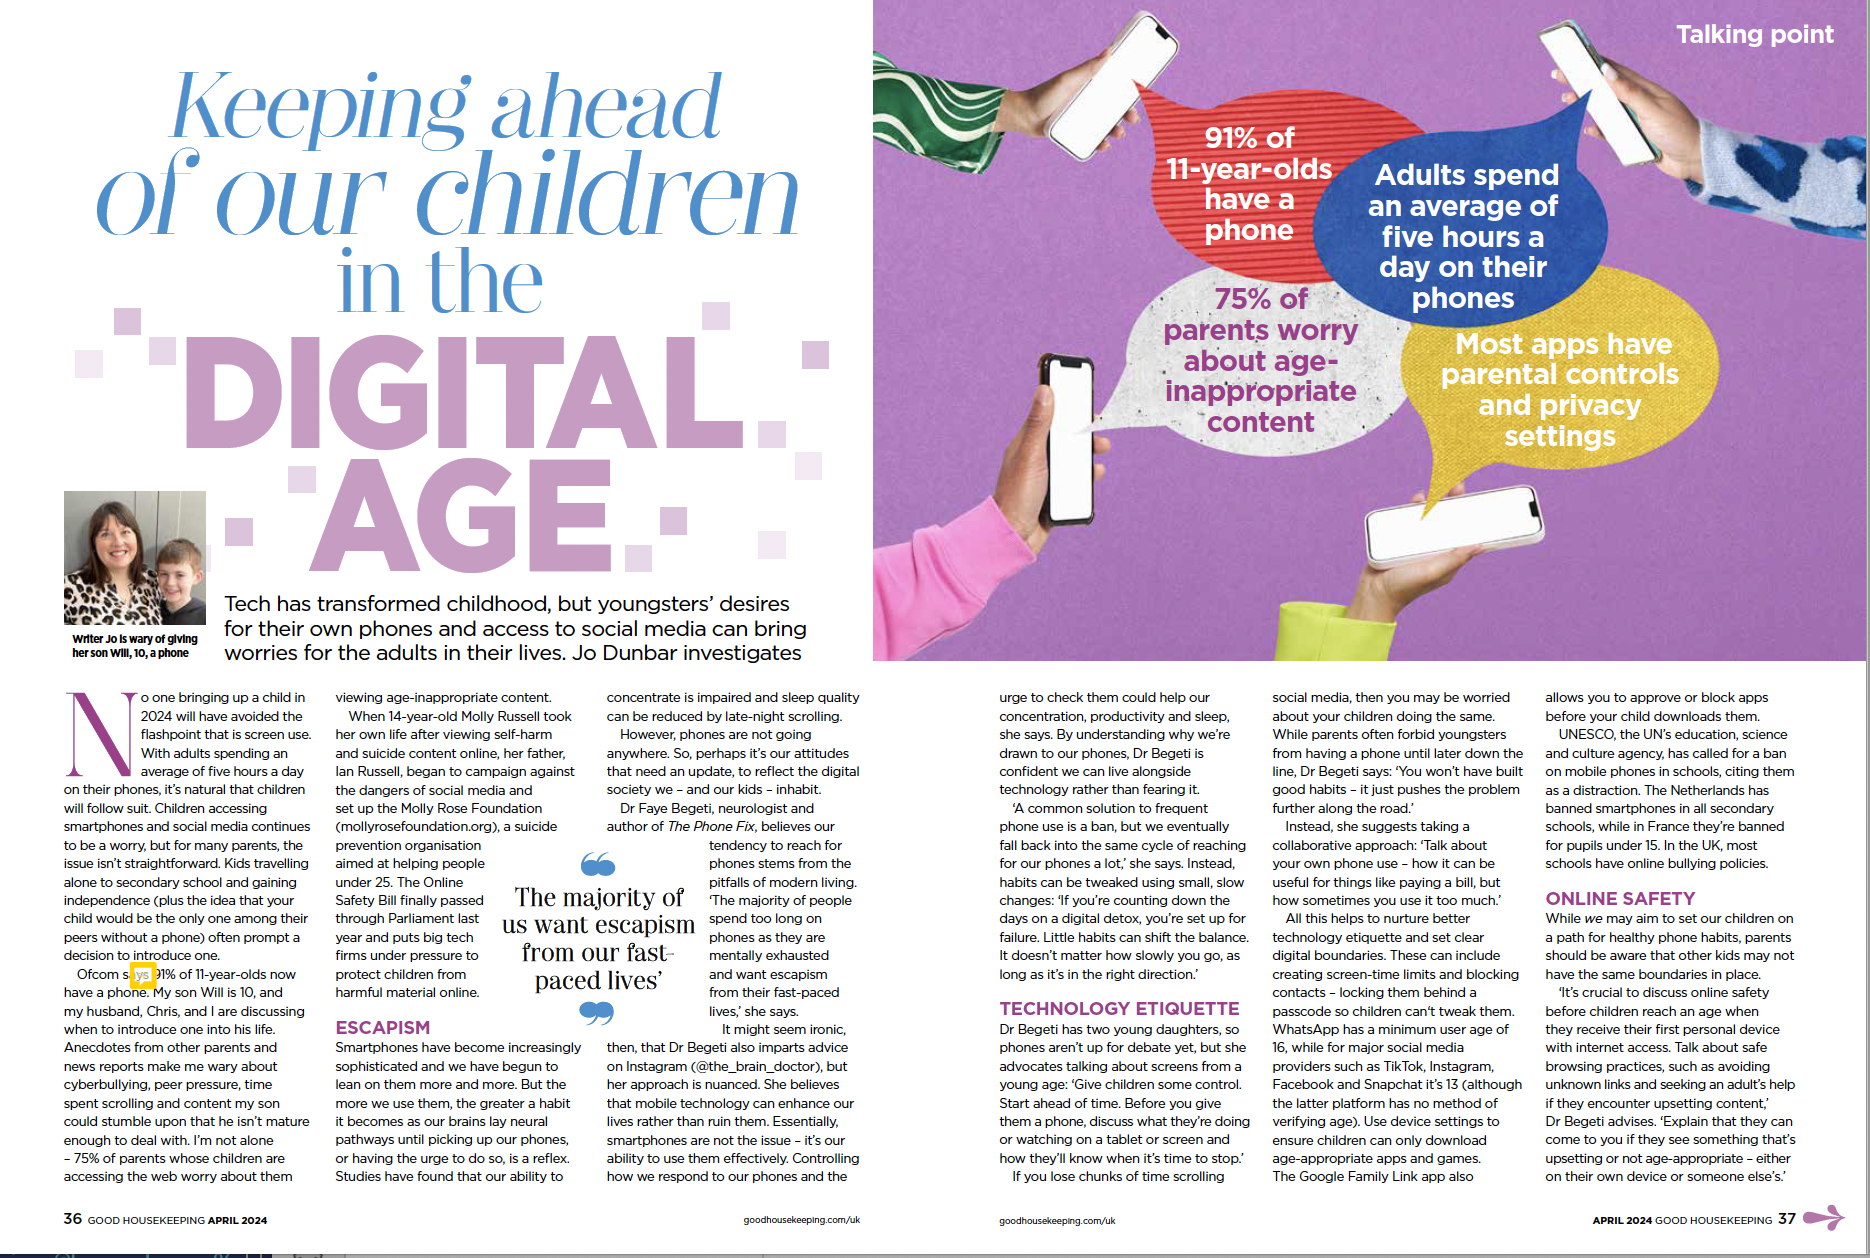 Keeping ahead
of our children
in the
DIGITAL
AGE
Writer Jo is wary of giving
her son Will, 10, a phone
Tech has transformed childhood, but youngsters’ desires
for their own phones and access to social media can bring
worries for the adults in their lives. Jo Dunbar investigates
No one bringing up a child in
2024 will have avoided the
flashpoint that is screen use.
With adults spending an
average of five hours a day
on their phones, it’s natural that children
will follow suit. Children accessing
smartphones and social media continues
to be a worry, but for many parents, the
issue isn’t straightforward. Kids travelling
alone to secondary school and gaining
independence (plus the idea that your
child would be the only one among their
peers without a phone) often prompt a
decision to introduce one.
Ofcom says 91% of 11-year-olds now
have a phone. My son Will is 10, and
my husband, Chris, and I are discussing
when to introduce one into his life.
Anecdotes from other parents and
news reports make me wary about
cyberbullying, peer pressure, time
spent scrolling and content my son
could stumble upon that he isn’t mature
enough to deal with. I’m not alone
– 75% of parents whose children are
accessing the web worry about them
viewing age-inappropriate content.
When 14-year-old Molly Russell took
her own life after viewing self-harm
and suicide content online, her father,
Ian Russell, began to campaign against
the dangers of social media and
set up the Molly Rose Foundation
(mollyrosefoundation.org), a suicide
prevention organisation
aimed at helping people
under 25. The Online
Safety Bill finally passed
through Parliament last
year and puts big tech
firms under pressure to
protect children from
harmful material online.
ESCAPISM
Smartphones have become increasingly
sophisticated and we have begun to
lean on them more and more. But the
more we use them, the greater a habit
it becomes as our brains lay neural
pathways until picking up our phones,
or having the urge to do so, is a reflex.
Studies have found that our ability to
concentrate is impaired and sleep quality
can be reduced by late-night scrolling.
However, phones are not going
anywhere. So, perhaps it’s our attitudes
that need an update, to reflect the digital
society we – and our kids – inhabit.
Dr Faye Begeti, neurologist and
author of The Phone Fix, believes our
tendency to reach for
phones stems from the
pitfalls of modern living.
‘The majority of people
spend too long on
phones as they are
mentally exhausted
and want escapism
from their fast-paced
lives,’ she says.
It might seem ironic,
then, that Dr Begeti also imparts advice
on Instagram (@the_brain_doctor), but
her approach is nuanced. She believes
that mobile technology can enhance our
lives rather than ruin them. Essentially,
smartphones are not the issue – it’s our
ability to use them effectively. Controlling
how we respond to our phones and the
❝
The majority of
us want escapism
from our fast-
paced lives’
❞
36 GOOD HOUSEKEEPING APRIL 2024
goodhousekeeping.com/uk
Talking point
91% of
11-year-olds
have a
phone
Adults spend
an average of
five hours a
day on their
phones
75% of
parents worry
about age-
inappropriate
content
Most apps have
parental controls
and privacy
settings
urge to check them could help our
concentration, productivity and sleep,
she says. By understanding why we’re
drawn to our phones, Dr Begeti is
confident we can live alongside
technology rather than fearing it.
‘A common solution to frequent
phone use is a ban, but we eventually
fall back into the same cycle of reaching
for our phones a lot,’ she says. Instead,
habits can be tweaked using small, slow
changes: ‘If you’re counting down the
days on a digital detox, you’re set up for
failure. Little habits can shift the balance.
It doesn’t matter how slowly you go, as
long as it’s in the right direction.’
TECHNOLOGY ETIQUETTE
Dr Begeti has two young daughters, so
phones aren’t up for debate yet, but she
advocates talking about screens from a
young age: ‘Give children some control.
Start ahead of time. Before you give
them a phone, discuss what they’re doing
or watching on a tablet or screen and
how they’ll know when it’s time to stop.’
If you lose chunks of time scrolling
social media, then you may be worried
about your children doing the same.
While parents often forbid youngsters
from having a phone until later down the
line, Dr Begeti says: ‘You won’t have built
good habits – it just pushes the problem
further along the road.’
Instead, she suggests taking a
collaborative approach: ‘Talk about
your own phone use – how it can be
useful for things like paying a bill, but
how sometimes you use it too much.’
All this helps to nurture better
technology etiquette and set clear
digital boundaries. These can include
creating screen-time limits and blocking
contacts – locking them behind a
passcode so children can’t tweak them.
WhatsApp has a minimum user age of
16, while for major social media
providers such as TikTok, Instagram,
Facebook and Snapchat it’s 13 (although
the latter platform has no method of
verifying age). Use device settings to
ensure children can only download
age-appropriate apps and games.
The Google Family Link app also
allows you to approve or block apps
before your child downloads them.
UNESCO, the UN’s education, science
and culture agency, has called for a ban
on mobile phones in schools, citing them
as a distraction. The Netherlands has
banned smartphones in all secondary
schools, while in France they’re banned
for pupils under 15. In the UK, most
schools have online bullying policies.
ONLINE SAFETY
While we may aim to set our children on
a path for healthy phone habits, parents
should be aware that other kids may not
have the same boundaries in place.
‘It’s crucial to discuss online safety
before children reach an age when
they receive their first personal device
with internet access. Talk about safe
browsing practices, such as avoiding
unknown links and seeking an adult’s help
if they encounter upsetting content,’
Dr Begeti advises. ‘Explain that they can
come to you if they see something that’s
upsetting or not age-appropriate – either
on their own device or someone else’s.’
goodhousekeeping.com/uk
APRIL 2024 GOOD HOUSEKEEPING 37